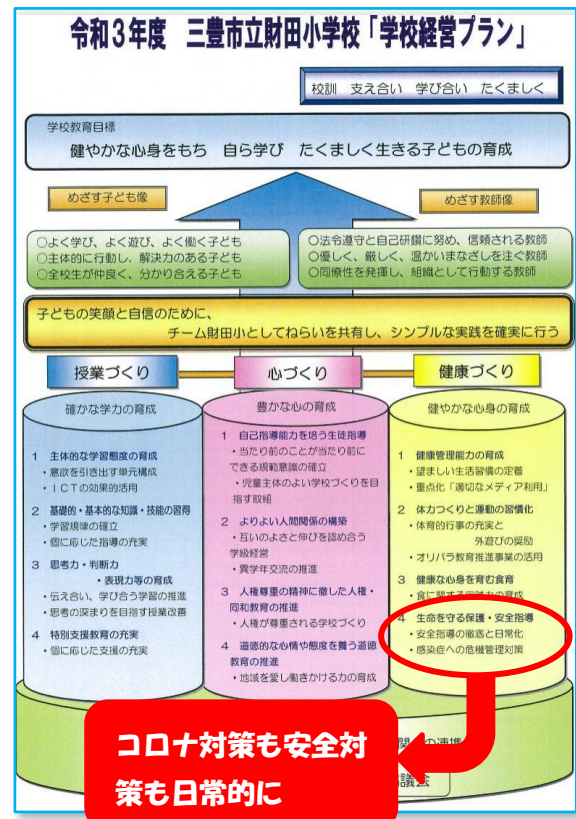 令和3年度　三豊市立財田小学校「学校経営プラン」
校訓　支え合い　学び合い　たくましく
学校教育目標
健やかな心身をもち　自ら学び　たくましく生きる子どもの育成
めざす子ども像
めざす教師像
○よく学び、よく遊び、よく働く子ども
○主体的に行動し、解決力のある子ども
○全校生が仲良く、分かり合える子ども
○法令遵守と自己研鑽に努め、信頼される教師
○優しく、厳しく、温かいまなざしを注ぐ教師
○同僚性を発揮し、組織として行動する教師
子どもの笑顔と自信のために、
チーム財田小としてねらいを共有し、シンプルな実践を確実に行う
授業づくり
確かな学力の育成
1　主体的な学習態度の育成
・意欲を引き出す単元構成
・ICTの効果的活用
2　基礎的・基本的な知識・技能の習得
・学習規律の確立
・個に応じた指導の充実
3　思考力・判断力
・表現力等の育成
・伝え合い、学び合う学習の推進
・思考の深まりを目指す授業改善
4　特別支援教育の充実
・個に応じた支援の充実
心づくり
豊かな心の育成
1　自己指導能力を培う生徒指導
・当たり前のことが当たり前に
できる規範意識の確立
・児童主体のよい学校づくりを目
指す取組
2　よりよい人間関係の構築
・互いのよさと伸びを認め合う
学級経営
・異学年交流の推進
3　人権尊重の精神に徹した人権・
同和教育の推進
・人権が尊重される学校づくり
4　道徳的な心情や態度を養う道徳
教育の推進
・地域を愛し働きかける力の育成
健康づくり
健やかな心身の育成
1　健康管理能力の育成
・望ましい生活習慣の定着
・重点化「適切なメディア利用」
2　体力つくりと運動の習慣化
・体育的行事の充実と
外遊びの奨励
・オリパラ教育推進事業の活用
3　健康な心身を育む食育
・食に関する実践力の育成
4　生命を守る保護・安全指導
・安全指導の徹底と日常化
・感染症への危機管理対策
の連携
議会
コロナ対策も安全対
策も日常的に